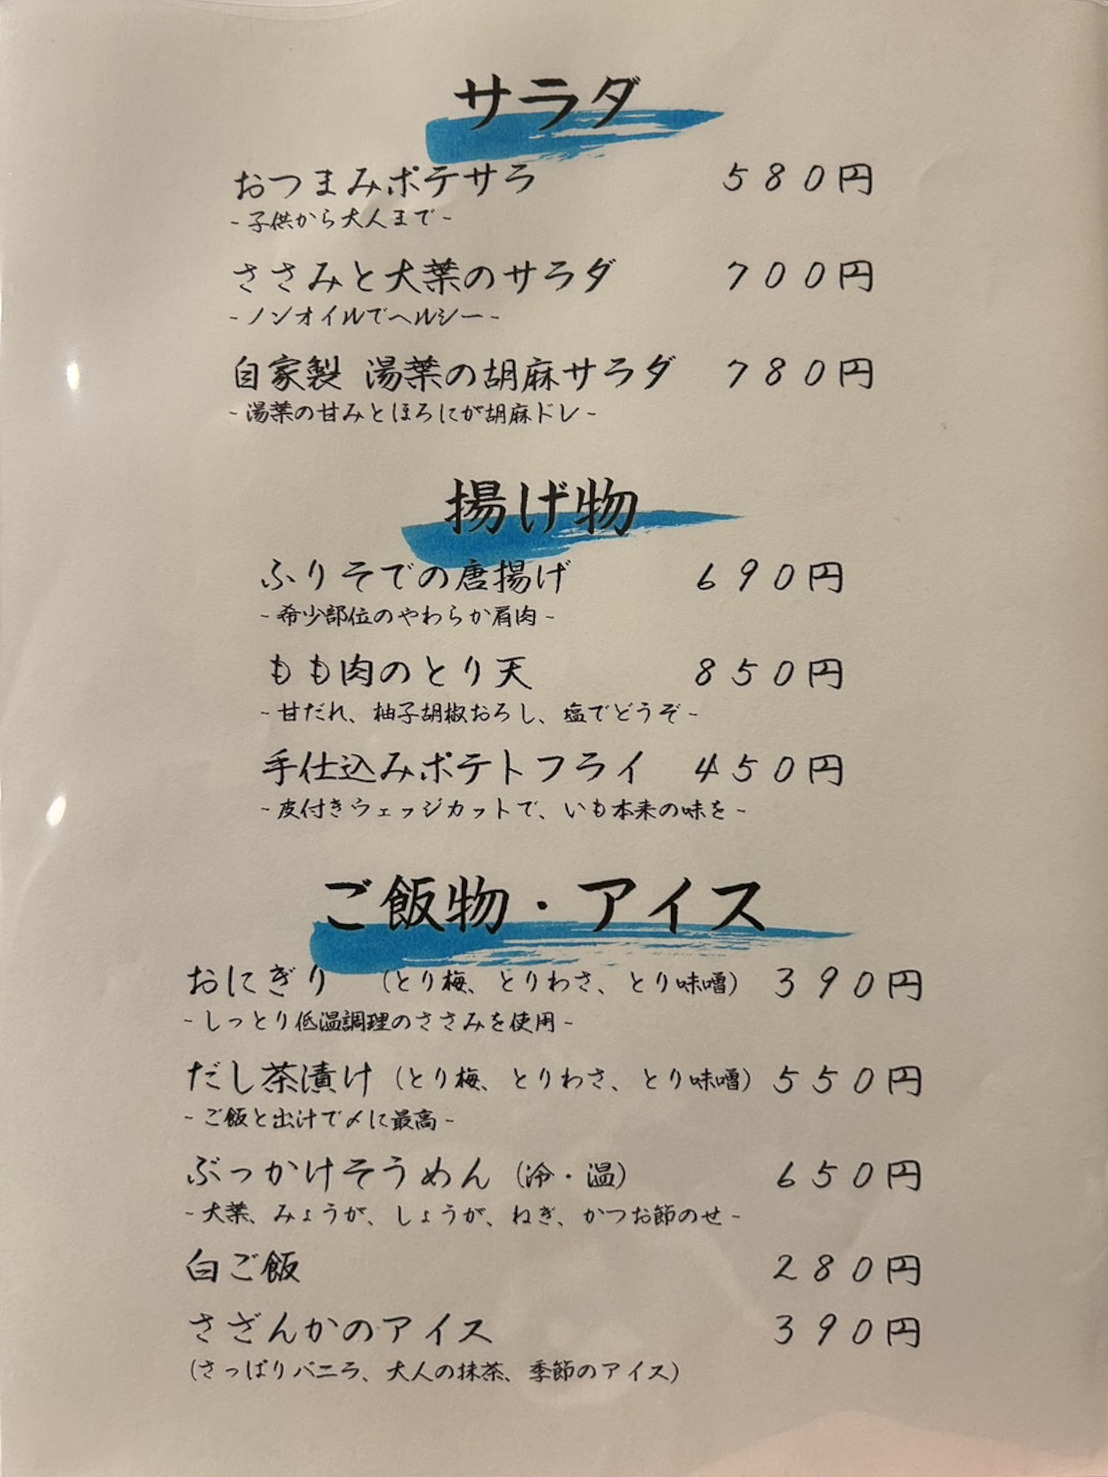 サラダ
おつまみポテサラ 580円
-子供から大人まで-
ささみと大葉のサラダ 700円
-ノンオイルでヘルシー-
自家製 湯葉の胡麻サラダ 780円
-湯葉の甘みとほろにが胡麻ドレ-
揚げ物
ふりそでの唐揚げ 690円
-希少部位のやわらか肩肉-
もも肉のとり天 850円
-甘だれ、柚子胡椒おろし、塩でどうぞ-
手仕込みポテトフライ 450円
-皮付きウェッジカットで、いも本来の味を-
ご飯物・アイス
おにぎり (とり梅、とりわさ、とり味噌) 390円
-しっとり低温調理のささみを使用-
だし茶漬け (とり梅、とりわさ、とり味噌) 550円
-ご飯と出汁で〆に最高-
ぶっかけそうめん (冷・温) 650円
-大葉、みょうが、しょうが、ねぎ、かつお節のせ-
白ご飯 280円
さざんかのアイス 390円
(さっぱりバニラ、大人の抹茶、季節のアイス)